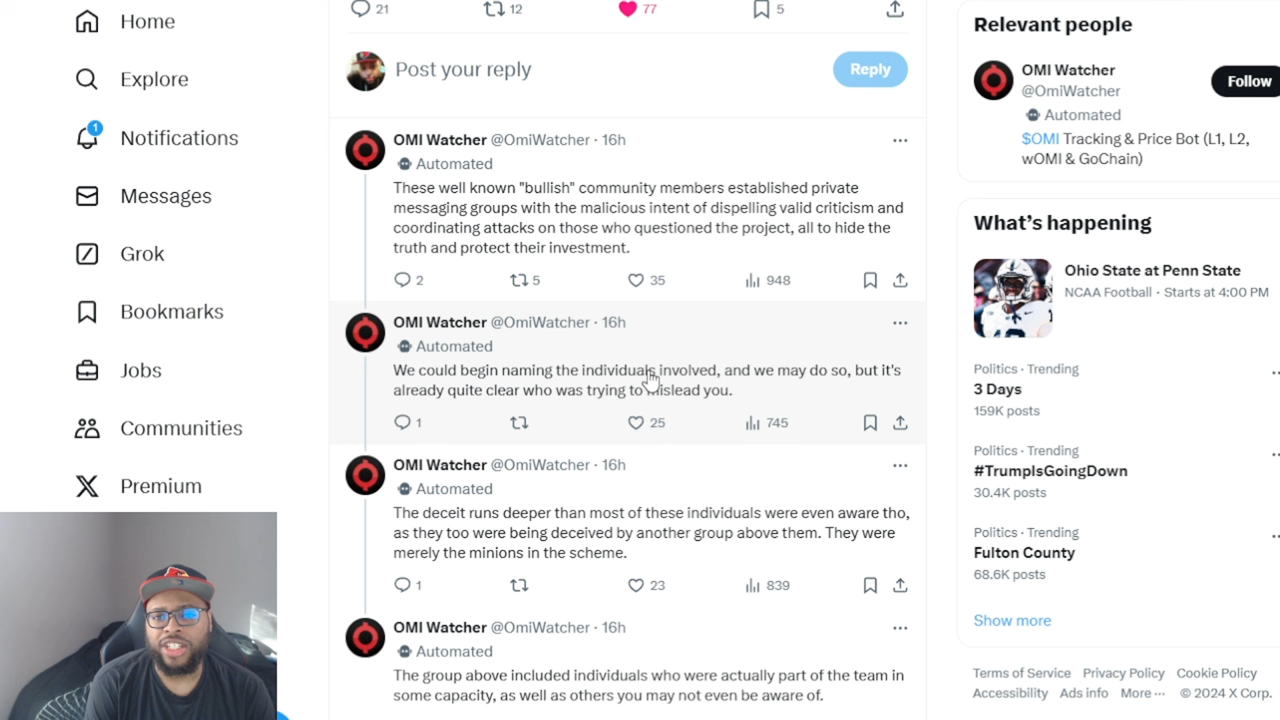 Home
Explore
1
Notifications
Messages
Grok
Bookmarks
Jobs
Communities
Premium
21
12
77
5
Post your reply
Reply
OMI Watcher @OmiWatcher · 16h
Automated
These well known "bullish" community members established private
messaging groups with the malicious intent of dispelling valid criticism and
coordinating attacks on those who questioned the project, all to hide the
truth and protect their investment.
2
5
35
948
OMI Watcher @OmiWatcher · 16h
Automated
We could begin naming the individuals involved, and we may do so, but it's
already quite clear who was trying to mislead you.
1
25
745
OMI Watcher @OmiWatcher · 16h
Automated
The deceit runs deeper than most of these individuals were even aware tho,
as they too were being deceived by another group above them. They were
merely the minions in the scheme.
1
23
839
OMI Watcher @OmiWatcher · 16h
Automated
The group above included individuals who were actually part of the team in
some capacity, as well as others you may not even be aware of.
Relevant people
OMI Watcher
@OmiWatcher
Follow
Automated
$OMI Tracking & Price Bot (L1, L2,
wOMI & GoChain)
What's happening
Ohio State at Penn State
NCAA Football · Starts at 4:00 PM
Politics · Trending
3 Days
159K posts
Politics · Trending
#TrumpIsGoingDown
30.4K posts
Politics · Trending
Fulton County
68.6K posts
Show more
Terms of Service Privacy Policy Cookie Policy
Accessibility Ads info More ··· © 2024 X Corp.